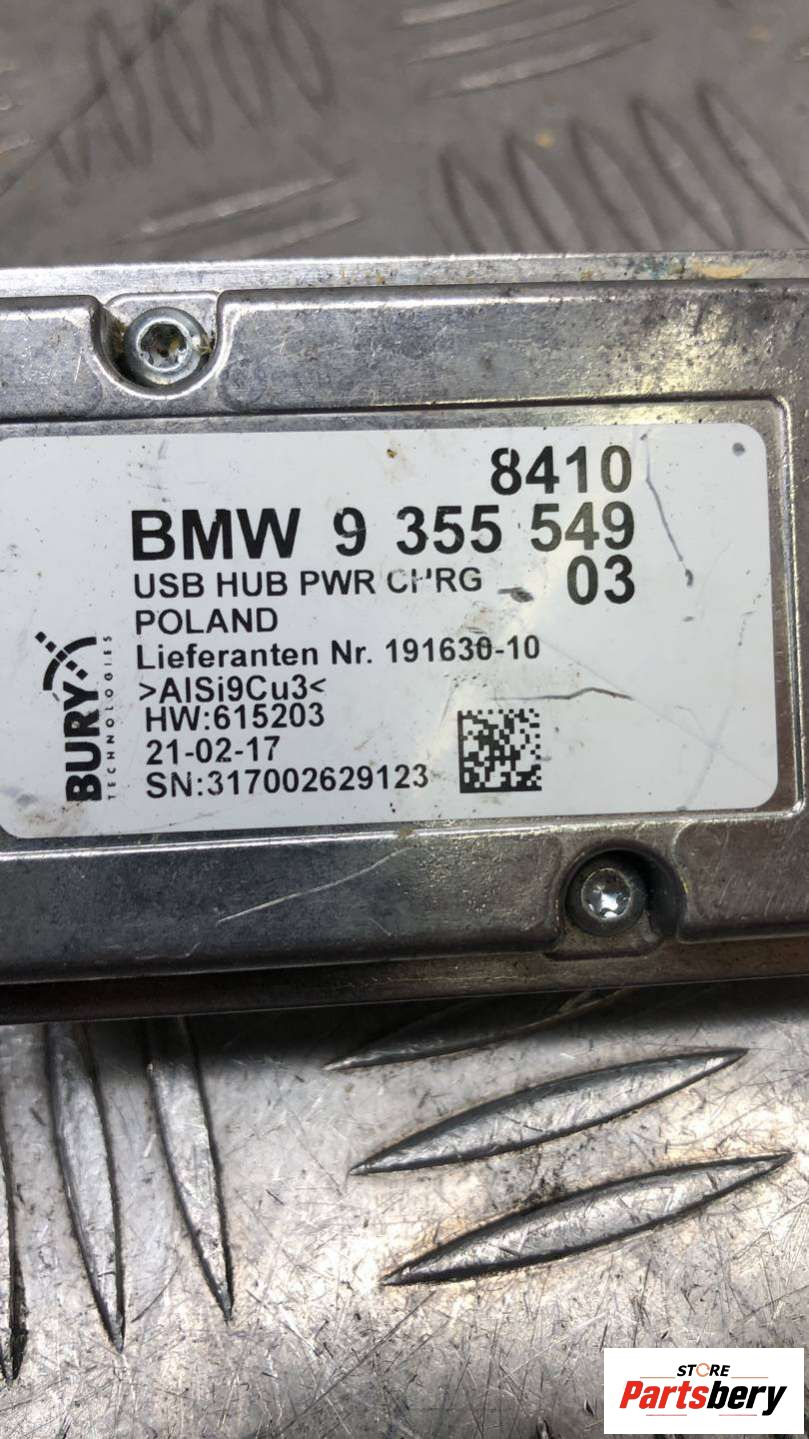 8410
BMW 9 355 549
USB HUB PWR CHRG 03
POLAND
Lieferanten Nr. 191630-10
>AlSi9Cu3<
HW:615203
21-02-17
SN:317002629123
BURY
TECHNOLOGIES
STORE
Partsbery